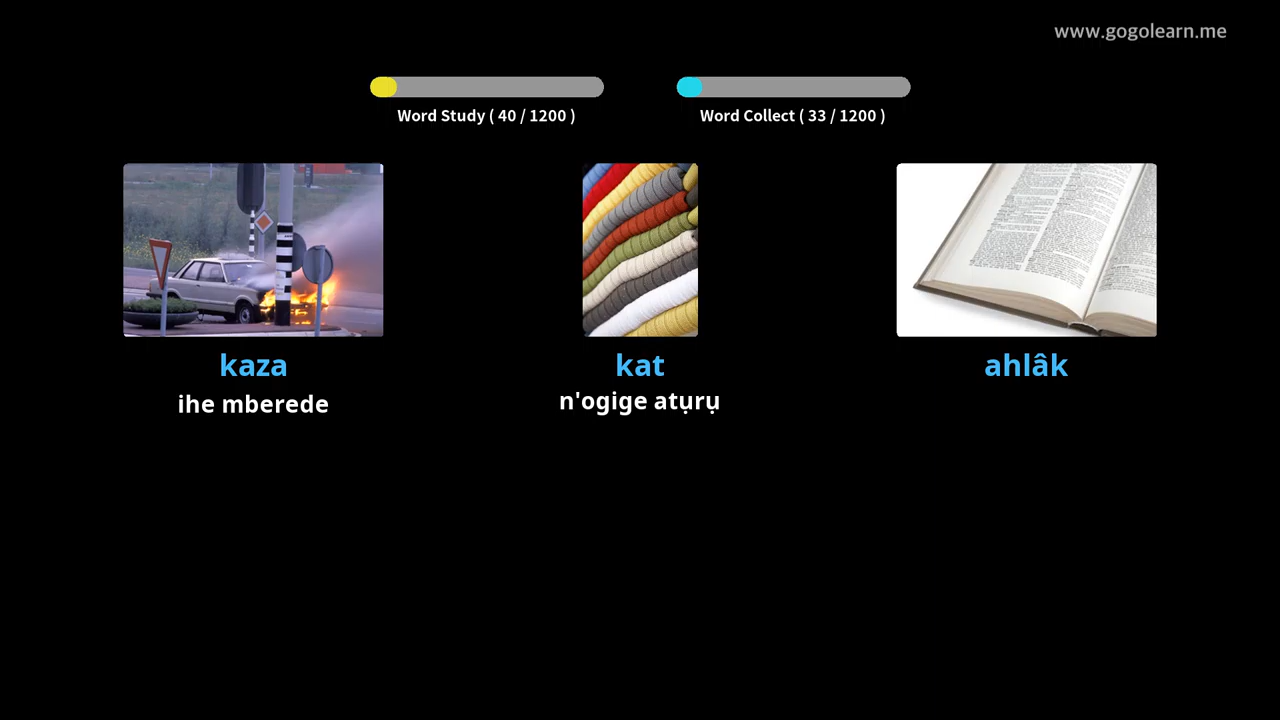 www.gogolearn.me
Word Study ( 40 / 1200 )
Word Collect ( 33 / 1200 )
kaza
kat
ahlâk
ihe mberede
n'ogige atụrụ